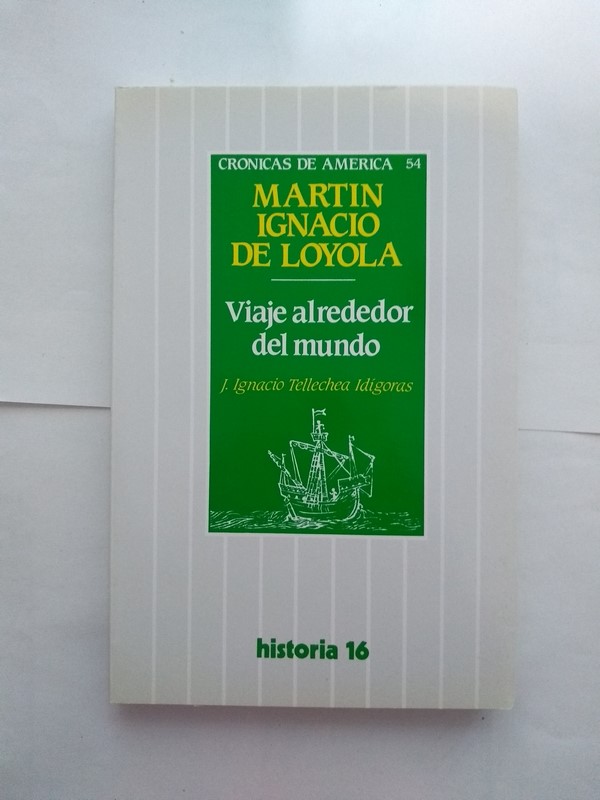 CRONICAS DE AMERICA 54
MARTIN
IGNACIO
DE LOYOLA
Viaje alrededor
del mundo
J. Ignacio Tellechea Idígoras
historia 16